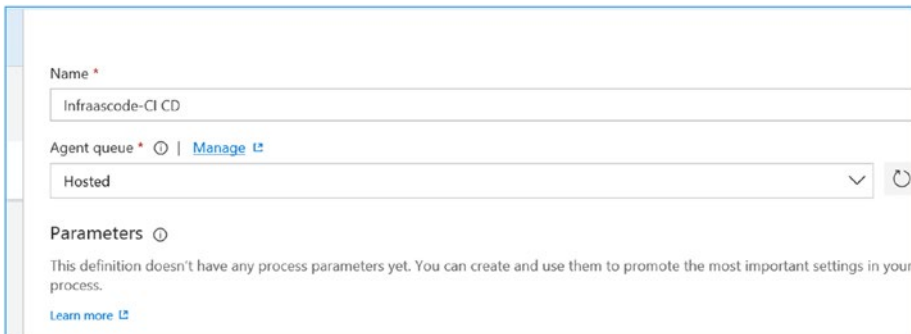 Name *
Infraascode-CI CD
Agent queue * ⓘ | Manage
Hosted
Parameters ⓘ
This definition doesn't have any process parameters yet. You can create and use them to promote the most important settings in your
process.
Learn more